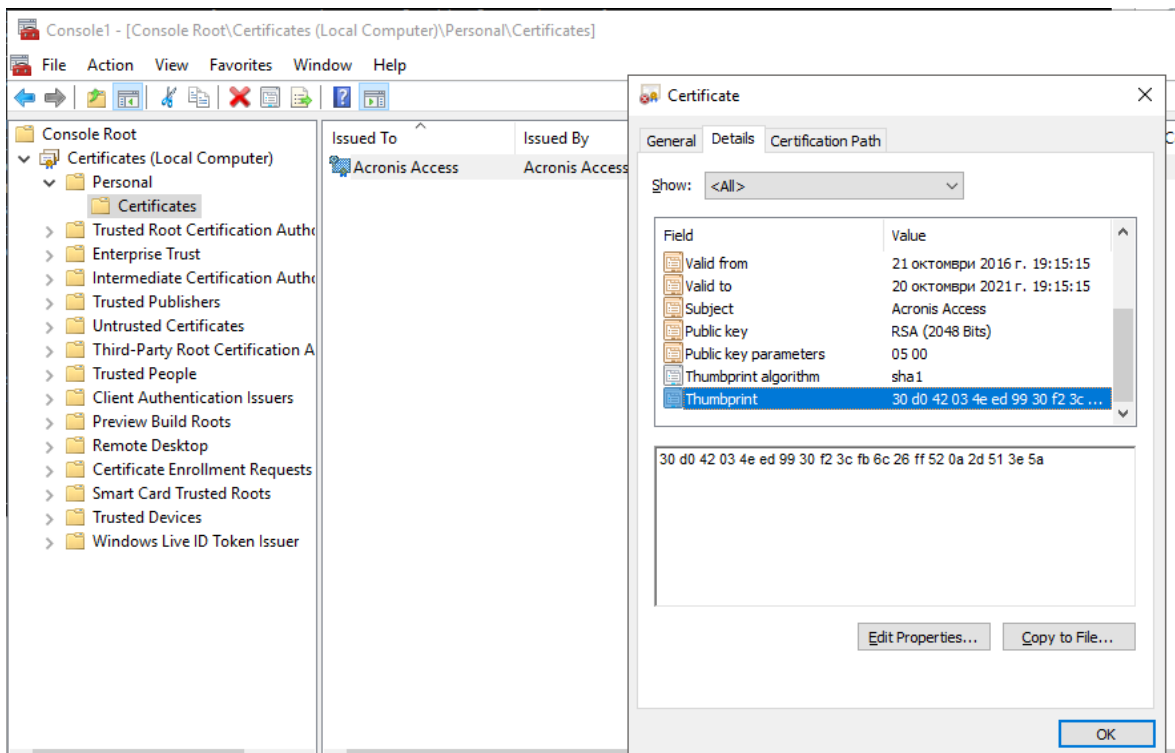 Console1 - [Console Root\Certificates (Local Computer)\Personal\Certificates]
File Action View Favorites Window Help
Console Root
Certificates (Local Computer)
Personal
Certificates
Trusted Root Certification Autho
Enterprise Trust
Intermediate Certification Autho
Trusted Publishers
Untrusted Certificates
Third-Party Root Certification A
Trusted People
Client Authentication Issuers
Preview Build Roots
Remote Desktop
Certificate Enrollment Requests
Smart Card Trusted Roots
Trusted Devices
Windows Live ID Token Issuer
Issued To Issued By
Acronis Access Acronis Access
Certificate
General Details Certification Path
Show: <All>
Field Value
Valid from 21 октомври 2016 г. 19:15:15
Valid to 20 октомври 2021 г. 19:15:15
Subject Acronis Access
Public key RSA (2048 Bits)
Public key parameters 05 00
Thumbprint algorithm sha1
Thumbprint 30 d0 42 03 4e ed 99 30 f2 3c ...
30 d0 42 03 4e ed 99 30 f2 3c fb 6c 26 ff 52 0a 2d 51 3e 5a
Edit Properties... Copy to File...
OK